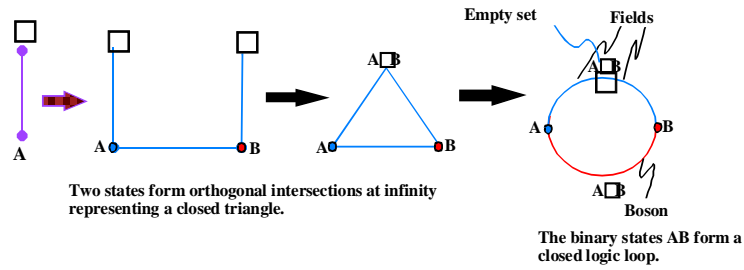 Empty set
Fields
A B
A B
A
A
B
A
B
A
B
A B
Boson
Two states form orthogonal intersections at infinity
representing a closed triangle.
The binary states AB form a
closed logic loop.